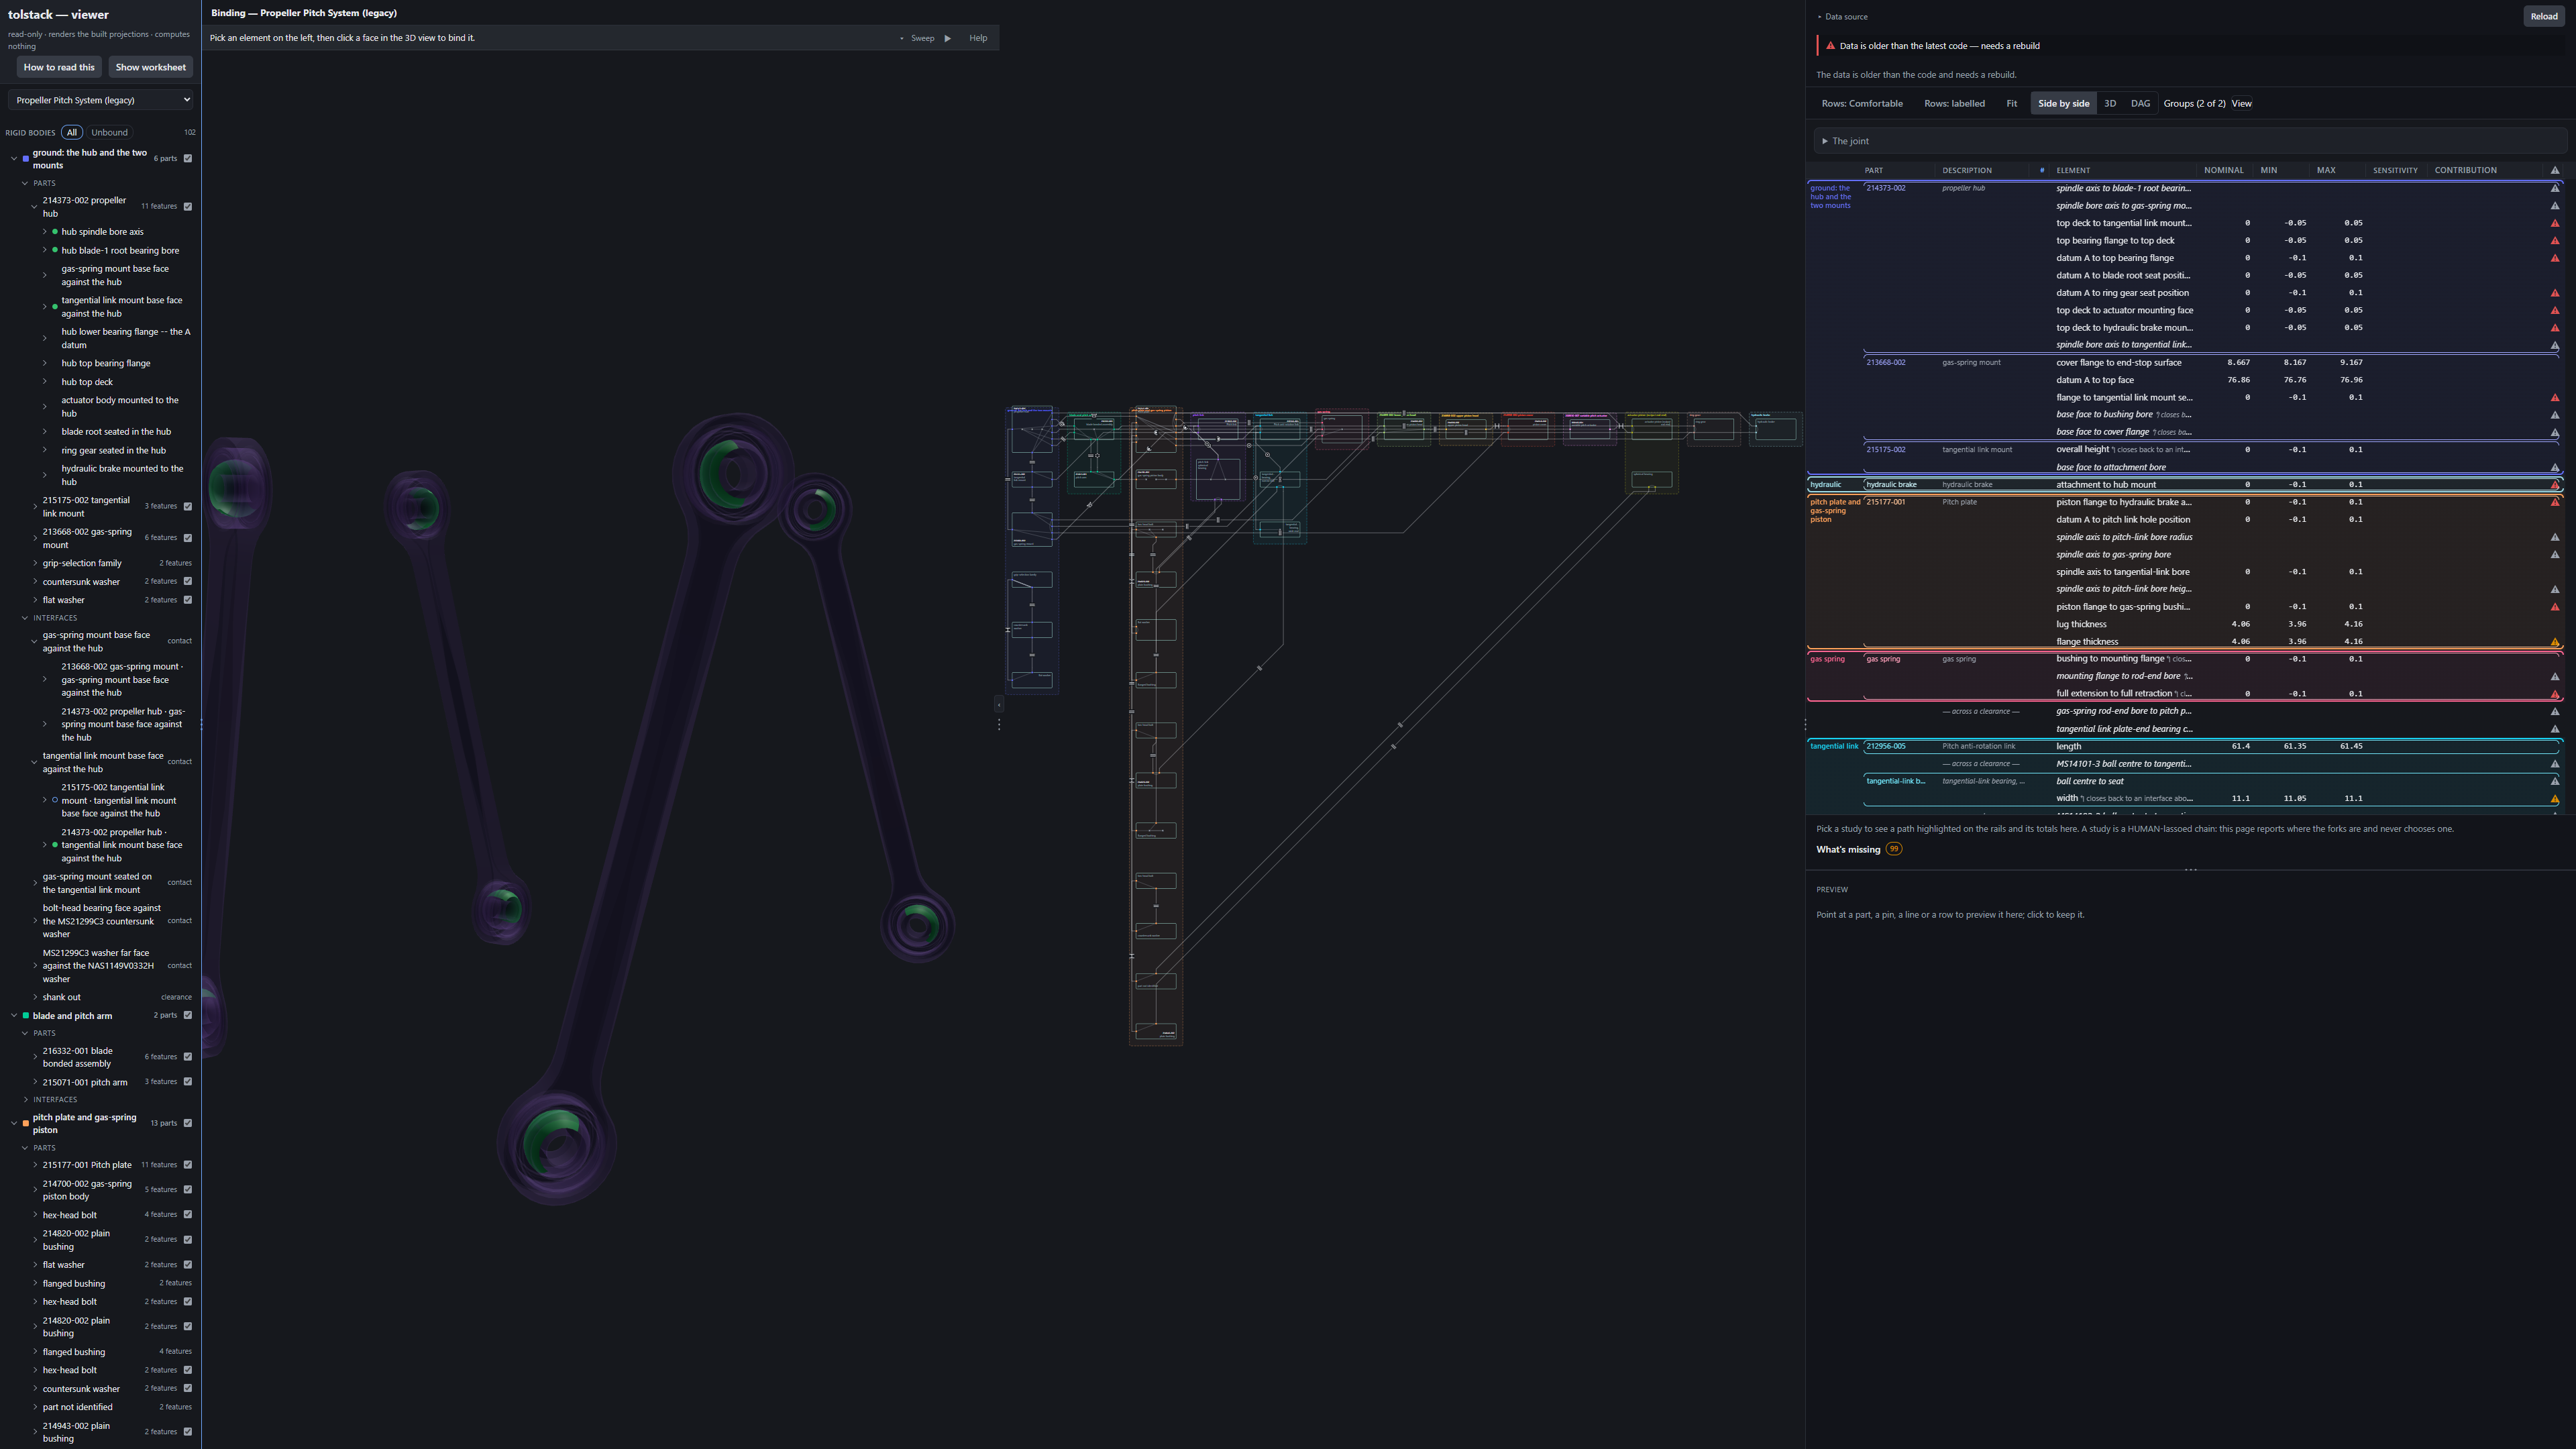 tolstack — viewer
read-only · renders the built projections · computes
nothing
How to read this
Show worksheet
Propeller Pitch System (legacy)
RIGID BODIES All Unbound 102
ground: the hub and the two
mounts
6 parts
PARTS
214373-002 propeller
hub
11 features
hub spindle bore axis
hub blade-1 root bearing bore
gas-spring mount base face
against the hub
tangential link mount base face
against the hub
hub lower bearing flange -- the A
datum
hub top bearing flange
hub top deck
actuator body mounted to the
hub
blade root seated in the hub
ring gear seated in the hub
hydraulic brake mounted to the
hub
215175-002 tangential
link mount
3 features
213668-002 gas-spring
mount
6 features
grip-selection family 2 features
countersunk washer 2 features
flat washer 2 features
INTERFACES
gas-spring mount base face
against the hub
contact
213668-002 gas-spring mount ·
gas-spring mount base face
against the hub
214373-002 propeller hub · gas-
spring mount base face against
the hub
tangential link mount base face
against the hub
contact
215175-002 tangential link
mount · tangential link mount
base face against the hub
214373-002 propeller hub ·
tangential link mount base face
against the hub
gas-spring mount seated on
the tangential link mount
contact
bolt-head bearing face against
the MS21299C3 countersunk
washer
contact
MS21299C3 washer far face
against the NAS1149V0332H
washer
contact
shank out clearance
blade and pitch arm 2 parts
PARTS
216332-001 blade
bonded assembly
6 features
215071-001 pitch arm 3 features
INTERFACES
pitch plate and gas-spring
piston
13 parts
PARTS
215177-001 Pitch plate 11 features
214700-002 gas-spring
piston body
5 features
hex-head bolt 4 features
214820-002 plain
bushing
2 features
flat washer 2 features
flanged bushing 2 features
hex-head bolt 2 features
214820-002 plain
bushing
2 features
flanged bushing 4 features
hex-head bolt 2 features
countersunk washer 2 features
part not identified 2 features
214943-002 plain
bushing
2 features
Binding — Propeller Pitch System (legacy)
Pick an element on the left, then click a face in the 3D view to bind it.
Sweep
Help
Data source
Reload
Data is older than the latest code — needs a rebuild
The data is older than the code and needs a rebuild.
Rows: Comfortable Rows: labelled Fit Side by side 3D DAG Groups (2 of 2) View
The joint
PART DESCRIPTION # ELEMENT NOMINAL MIN MAX SENSITIVITY CONTRIBUTION
ground: the
hub and the
two mounts
214373-002 propeller hub spindle axis to blade-1 root bearin...
spindle bore axis to gas-spring mo...
top deck to tangential link mount... 0 -0.05 0.05
top bearing flange to top deck 0 -0.05 0.05
datum A to top bearing flange 0 -0.1 0.1
datum A to blade root seat positi... 0 -0.05 0.05
datum A to ring gear seat position 0 -0.1 0.1
top deck to actuator mounting face 0 -0.05 0.05
top deck to hydraulic brake moun... 0 -0.05 0.05
spindle bore axis to tangential link...
213668-002 gas-spring mount cover flange to end-stop surface 8.667 8.167 9.167
datum A to top face 76.86 76.76 76.96
flange to tangential link mount se... 0 -0.1 0.1
base face to bushing bore
base face to cover flange
215175-002 tangential link mount overall height closes back to an int... 0 -0.1 0.1
base face to attachment bore
hydraulic hydraulic brake hydraulic brake attachment to hub mount 0 -0.1 0.1
pitch plate and
gas-spring
piston
215177-001 Pitch plate piston flange to hydraulic brake a... 0 -0.1 0.1
datum A to pitch link hole position 0 -0.1 0.1
spindle axis to pitch-link bore radius
spindle axis to gas-spring bore
spindle axis to tangential-link bore 0 -0.1 0.1
spindle axis to pitch-link bore heig...
piston flange to gas-spring bushi... 0 -0.1 0.1
lug thickness 4.06 3.96 4.16
flange thickness 4.06 3.96 4.16
gas spring gas spring gas spring bushing to mounting flange 0 -0.1 0.1
mounting flange to rod-end bore
full extension to full retraction 0 -0.1 0.1
— across a clearance — gas-spring rod-end bore to pitch p...
tangential link plate-end bearing c...
tangential link 212956-005 Pitch anti-rotation link length 61.4 61.35 61.45
— across a clearance — MS14101-3 ball centre to tangenti...
tangential-link b... tangential-link bearing, ... ball centre to seat
width closes back to an interface abo... 11.1 11.05 11.1
Pick a study to see a path highlighted on the rails and its totals here. A study is a HUMAN-lassoed chain: this page reports where the forks are and never chooses one.
What's missing 99
PREVIEW
Point at a part, a pin, a line or a row to preview it here; click to keep it.